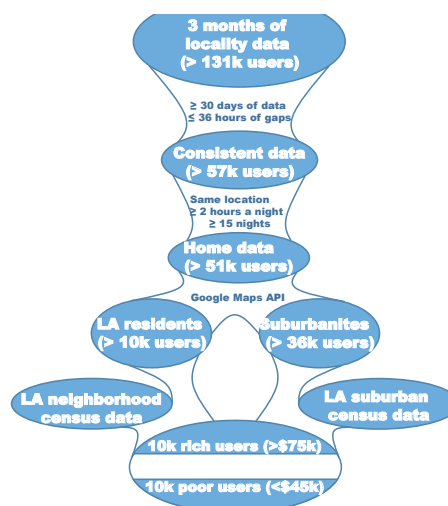 3 months of
locality data
(> 131k users)
≥ 30 days of data
≤ 36 hours of gaps
Consistent data
(> 57k users)
Same location
≥ 2 hours a night
≥ 15 nights
Home data
(> 51k users)
Google Maps API
LA residents
(> 10k users)
Suburbanites
(> 36k users)
LA neighborhood
census data
LA suburban
census data
10k rich users (>$75k)
10k poor users (<$45k)